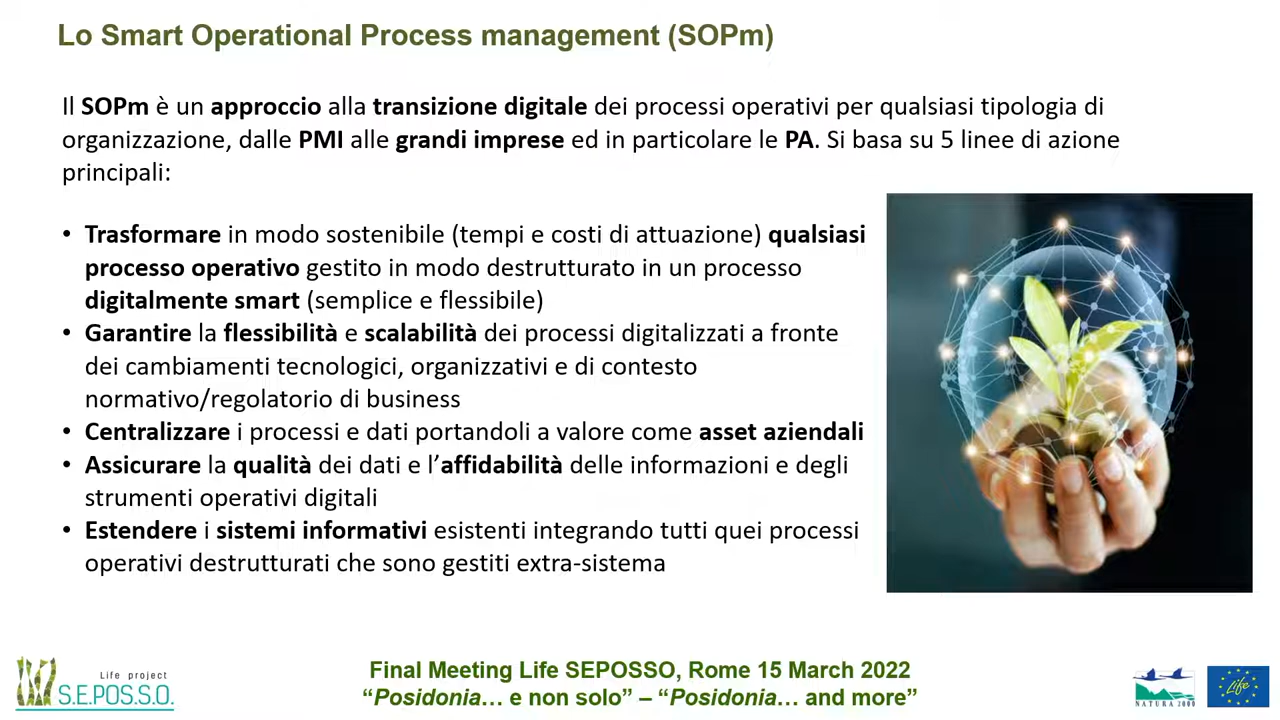 Lo Smart Operational Process management (SOPm)
Il SOPm è un approccio alla transizione digitale dei processi operativi per qualsiasi tipologia di
organizzazione, dalle PMI alle grandi imprese ed in particolare le PA. Si basa su 5 linee di azione
principali:
• Trasformare in modo sostenibile (tempi e costi di attuazione) qualsiasi
processo operativo gestito in modo destrutturato in un processo
digitalmente smart (semplice e flessibile)
• Garantire la flessibilità e scalabilità dei processi digitalizzati a fronte
dei cambiamenti tecnologici, organizzativi e di contesto
normativo/regolatorio di business
• Centralizzare i processi e dati portandoli a valore come asset aziendali
• Assicurare la qualità dei dati e l’affidabilità delle informazioni e degli
strumenti operativi digitali
• Estendere i sistemi informativi esistenti integrando tutti quei processi
operativi destrutturati che sono gestiti extra-sistema
Life project
S.E.POS.S.O.
Final Meeting Life SEPOSSO, Rome 15 March 2022
“Posidonia… e non solo” – “Posidonia… and more”
NATURA 2000
Life